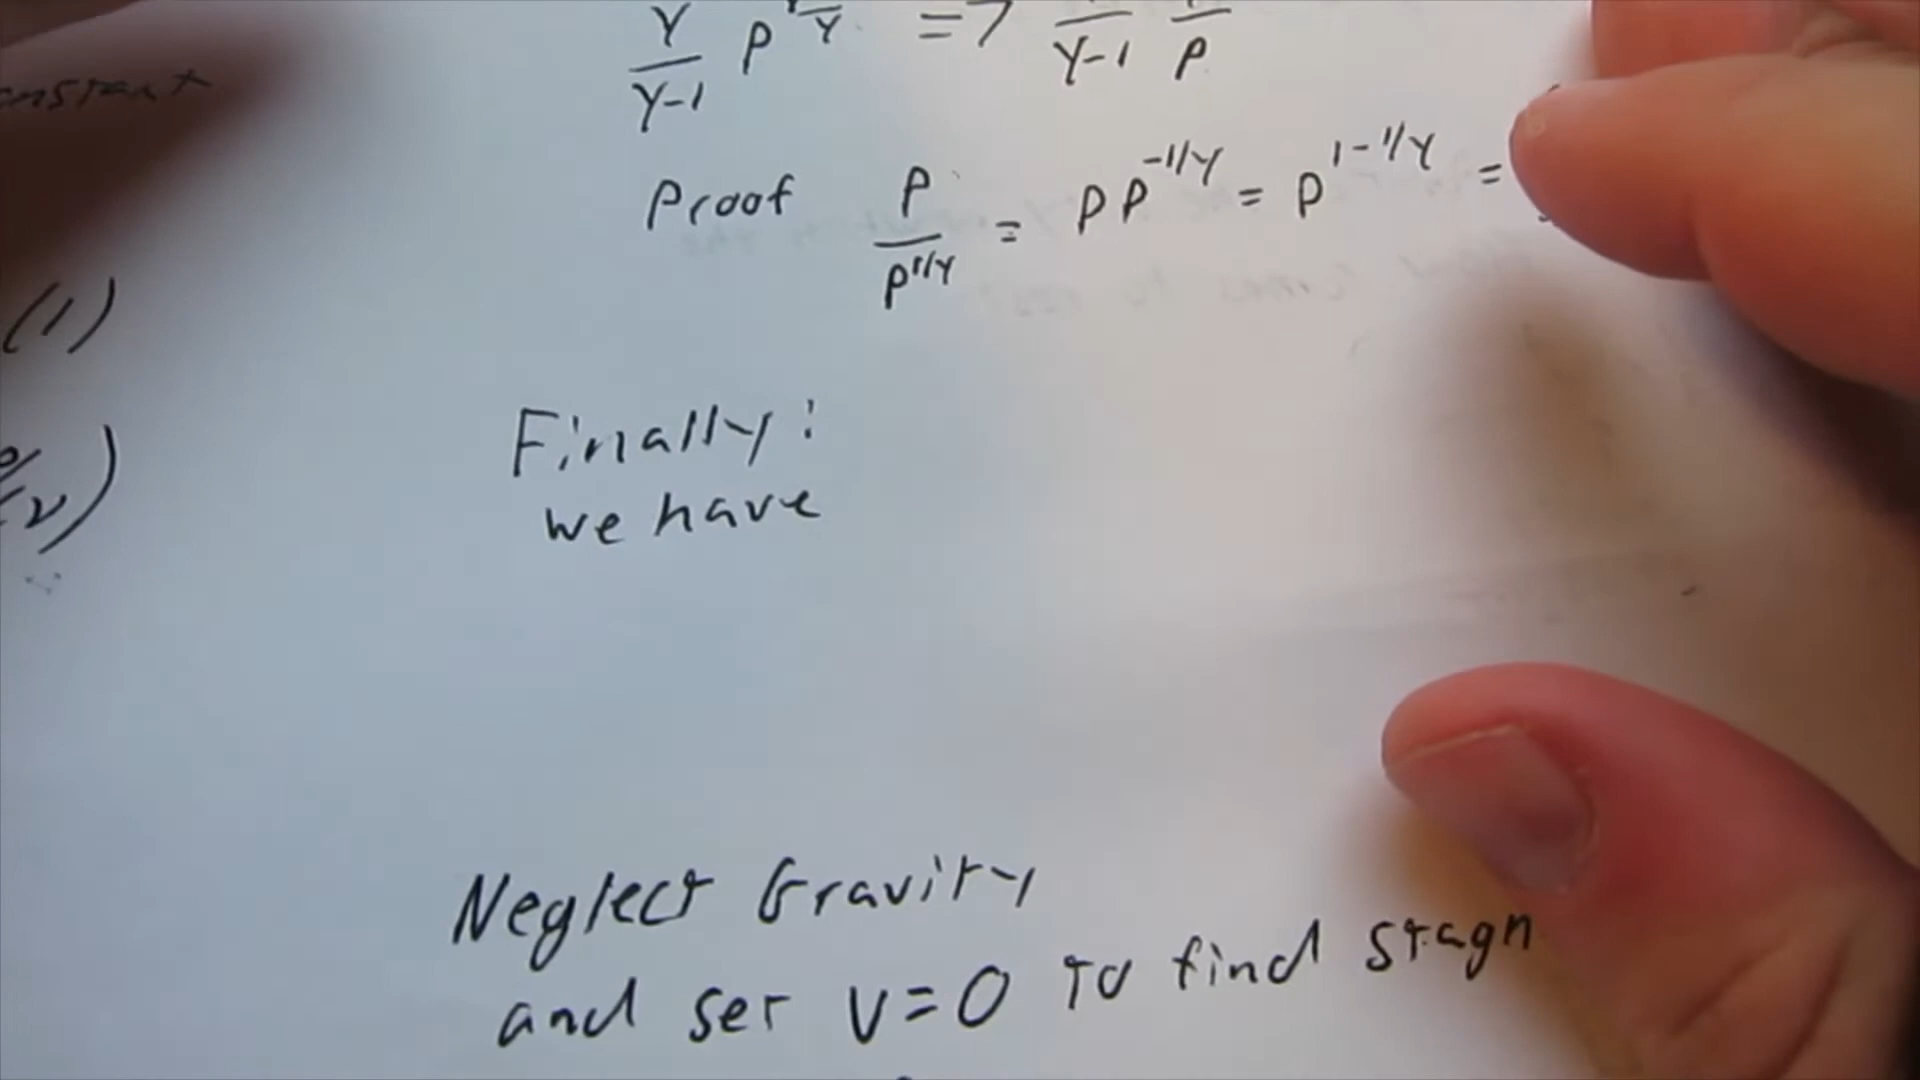 γ/(γ-1) p => /(γ-1) /ρ
Proof p/p^1/γ = p p^-1/γ = p^1-1/γ =
(1)
Finally:
we have
Neglect Gravity
and set v=0 to find stagn